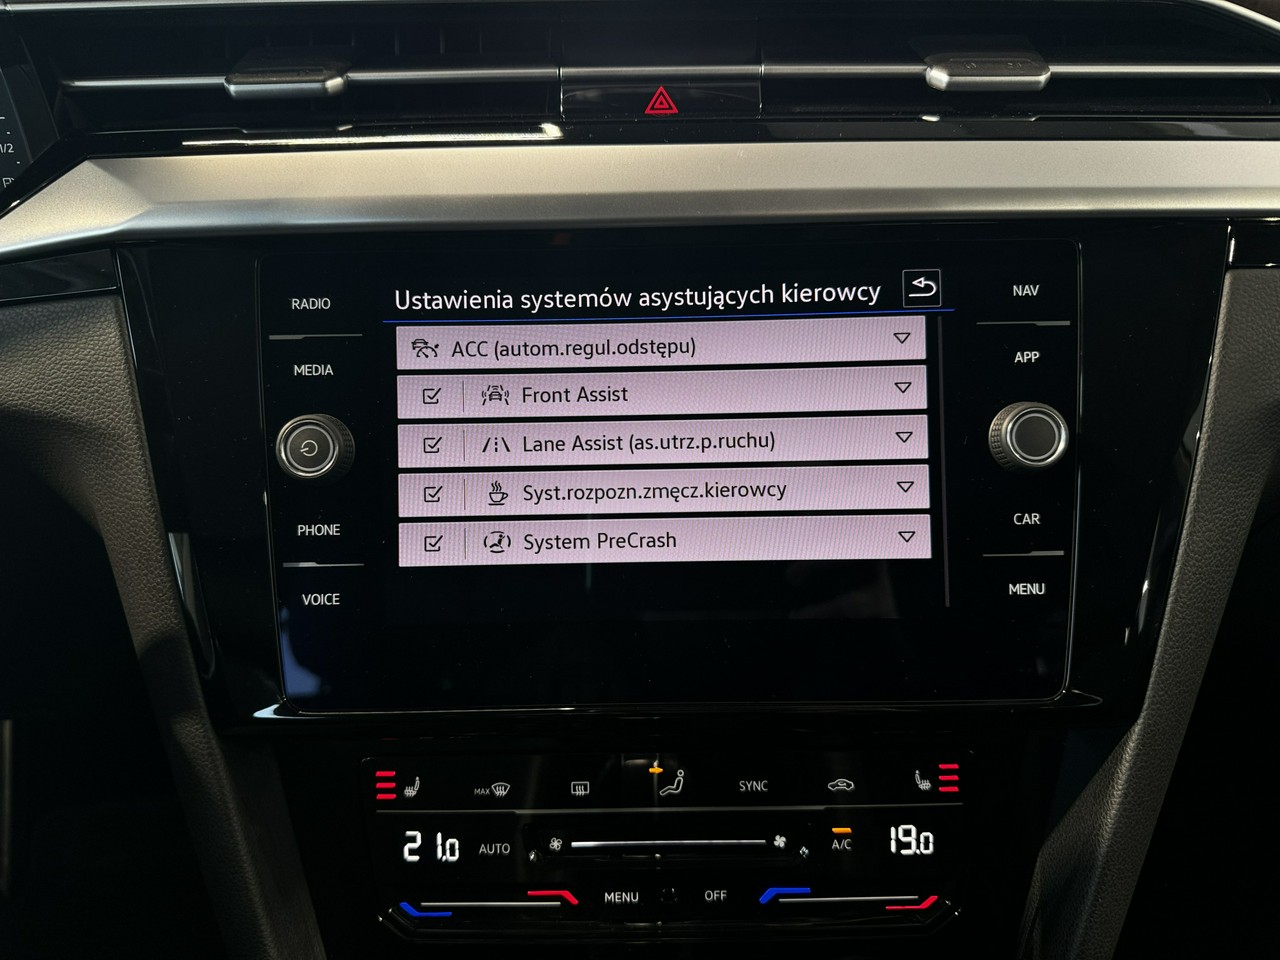 1/2
RADIO
MEDIA
PHONE
VOICE
Ustawienia systemów asystujących kierowcy
ACC (autom.regul.odstępu)
Front Assist
Lane Assist (as.utrz.p.ruchu)
Syst.rozpozn.zmęcz.kierowcy
System PreCrash
NAV
APP
CAR
MENU
MAX
SYNC
21.0
AUTO
A/C
19.0
MENU
OFF